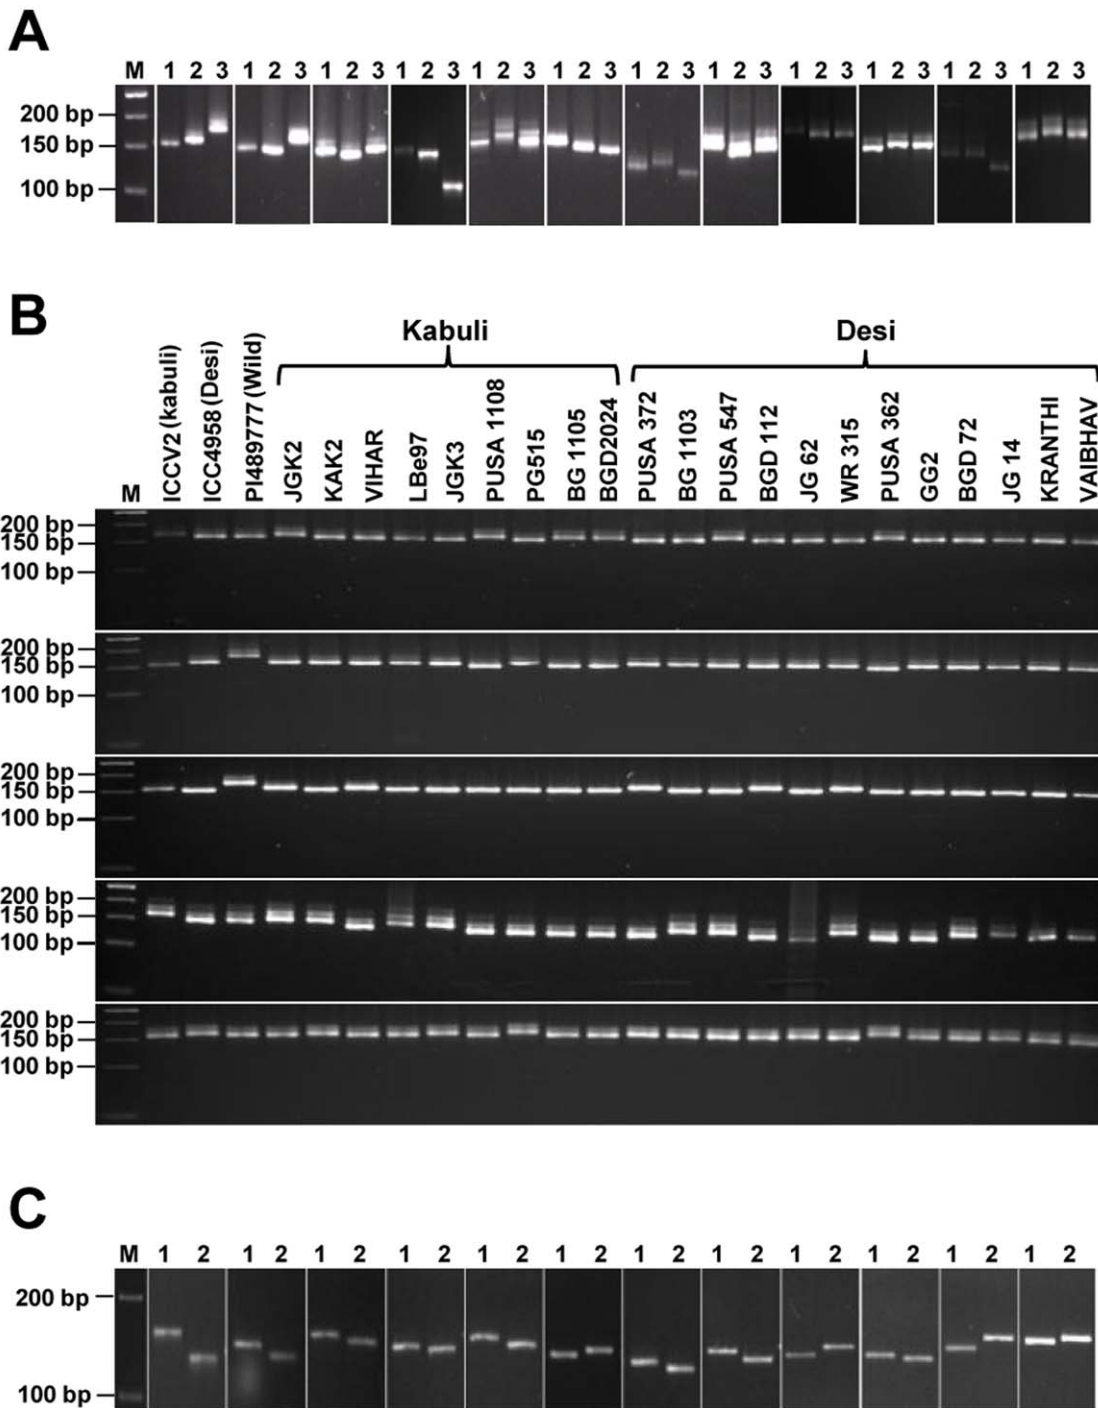 A
M 1 2 3 1 2 3 1 2 3 1 2 3 1 2 3 1 2 3 1 2 3 1 2 3 1 2 3 1 2 3 1 2 3 1 2 3
200 bp
150 bp
100 bp
B
Kabuli Desi
M ICCV2 (kabuli) ICC4958 (Desi) PI489777 (Wild) JGK2 KAK2 VIHAR LBe97 JGK3 PUSA 1108 PG515 BG 1105 BGD2024 PUSA 372 BG 1103 PUSA 547 BGD 112 JG 62 WR 315 PUSA 362 GG2 BGD 72 JG 14 KRANTHI VAIBHAV
200 bp
150 bp
100 bp
200 bp
150 bp
100 bp
200 bp
150 bp
100 bp
200 bp
150 bp
100 bp
200 bp
150 bp
100 bp
C
M 1 2 1 2 1 2 1 2 1 2 1 2 1 2 1 2 1 2 1 2 1 2 1 2
200 bp
100 bp